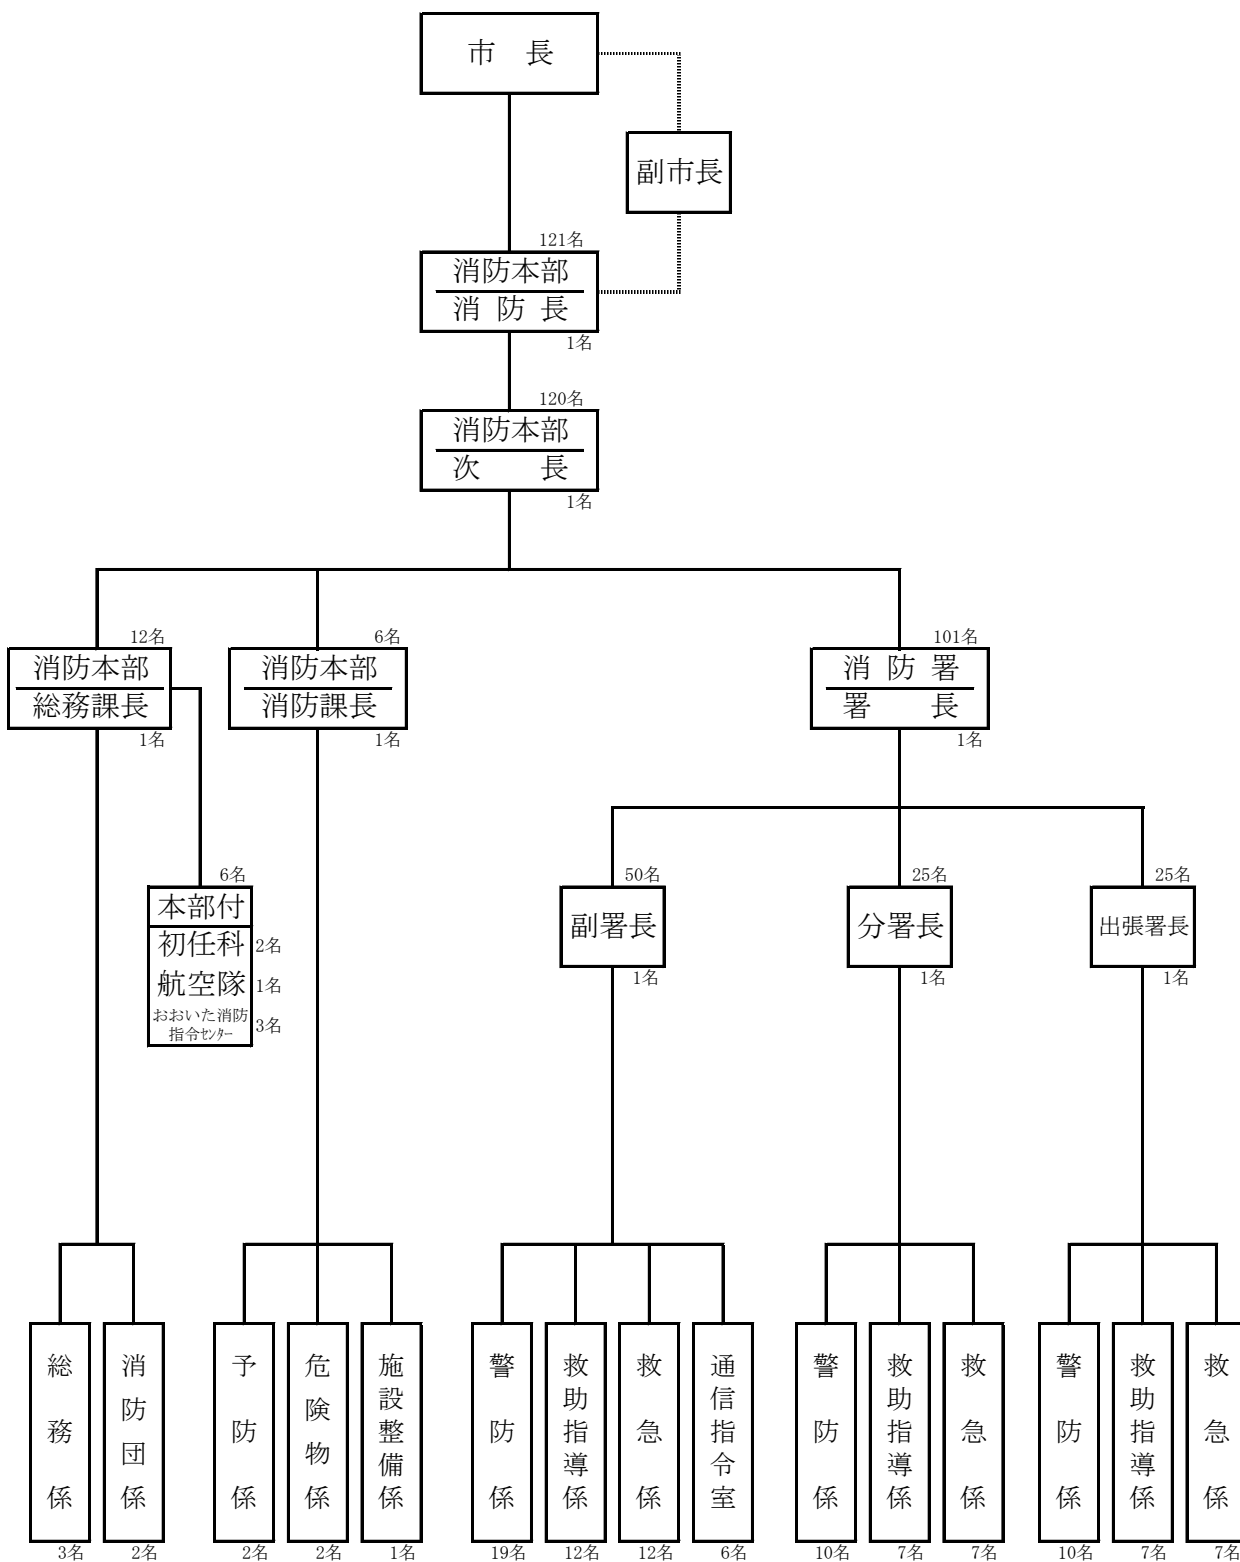 市　長
副市長
121名
消防本部
消 防 長
1名
120名
消防本部
次　　長
1名
12名
消防本部
総務課長
1名
6名
消防本部
消防課長
1名
101名
消 防 署
署　　長
1名
6名
本部付
初任科 2名
航空隊 1名
おおいた消防
指令ｾﾝﾀｰ
3名
50名
副署長
1名
25名
分署長
1名
25名
出張署長
1名
総務係
3名
消防団係
2名
予防係
2名
危険物係
2名
施設整備係
1名
警防係
19名
救助指導係
12名
救急係
12名
通信指令室
6名
警防係
10名
救助指導係
7名
救急係
7名
警防係
10名
救助指導係
7名
救急係
7名